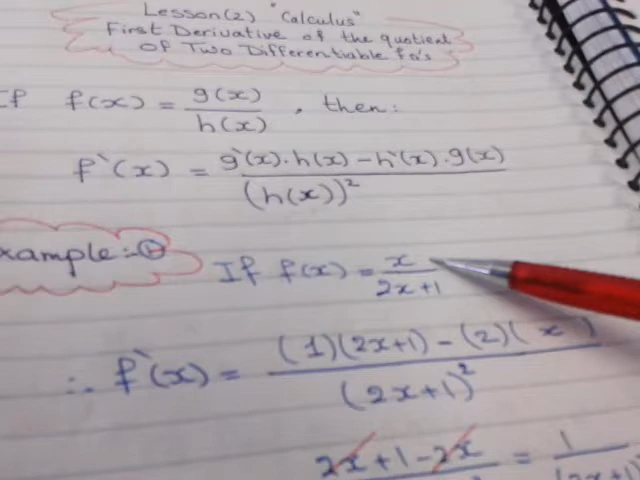 Lesson(2) "Calculus"
First Derivative of the quotient
Of Two Differentiable fn's
If f(x) = g(x)/h(x) , then:
f`(x) = g`(x).h(x) - h`(x).g(x) / (h(x))²
Example:- ① If f(x) = x/2x+1
∴ f`(x) = (1)(2x+1) - (2)( x ) / (2x+1)²
2x+1-2x = 1